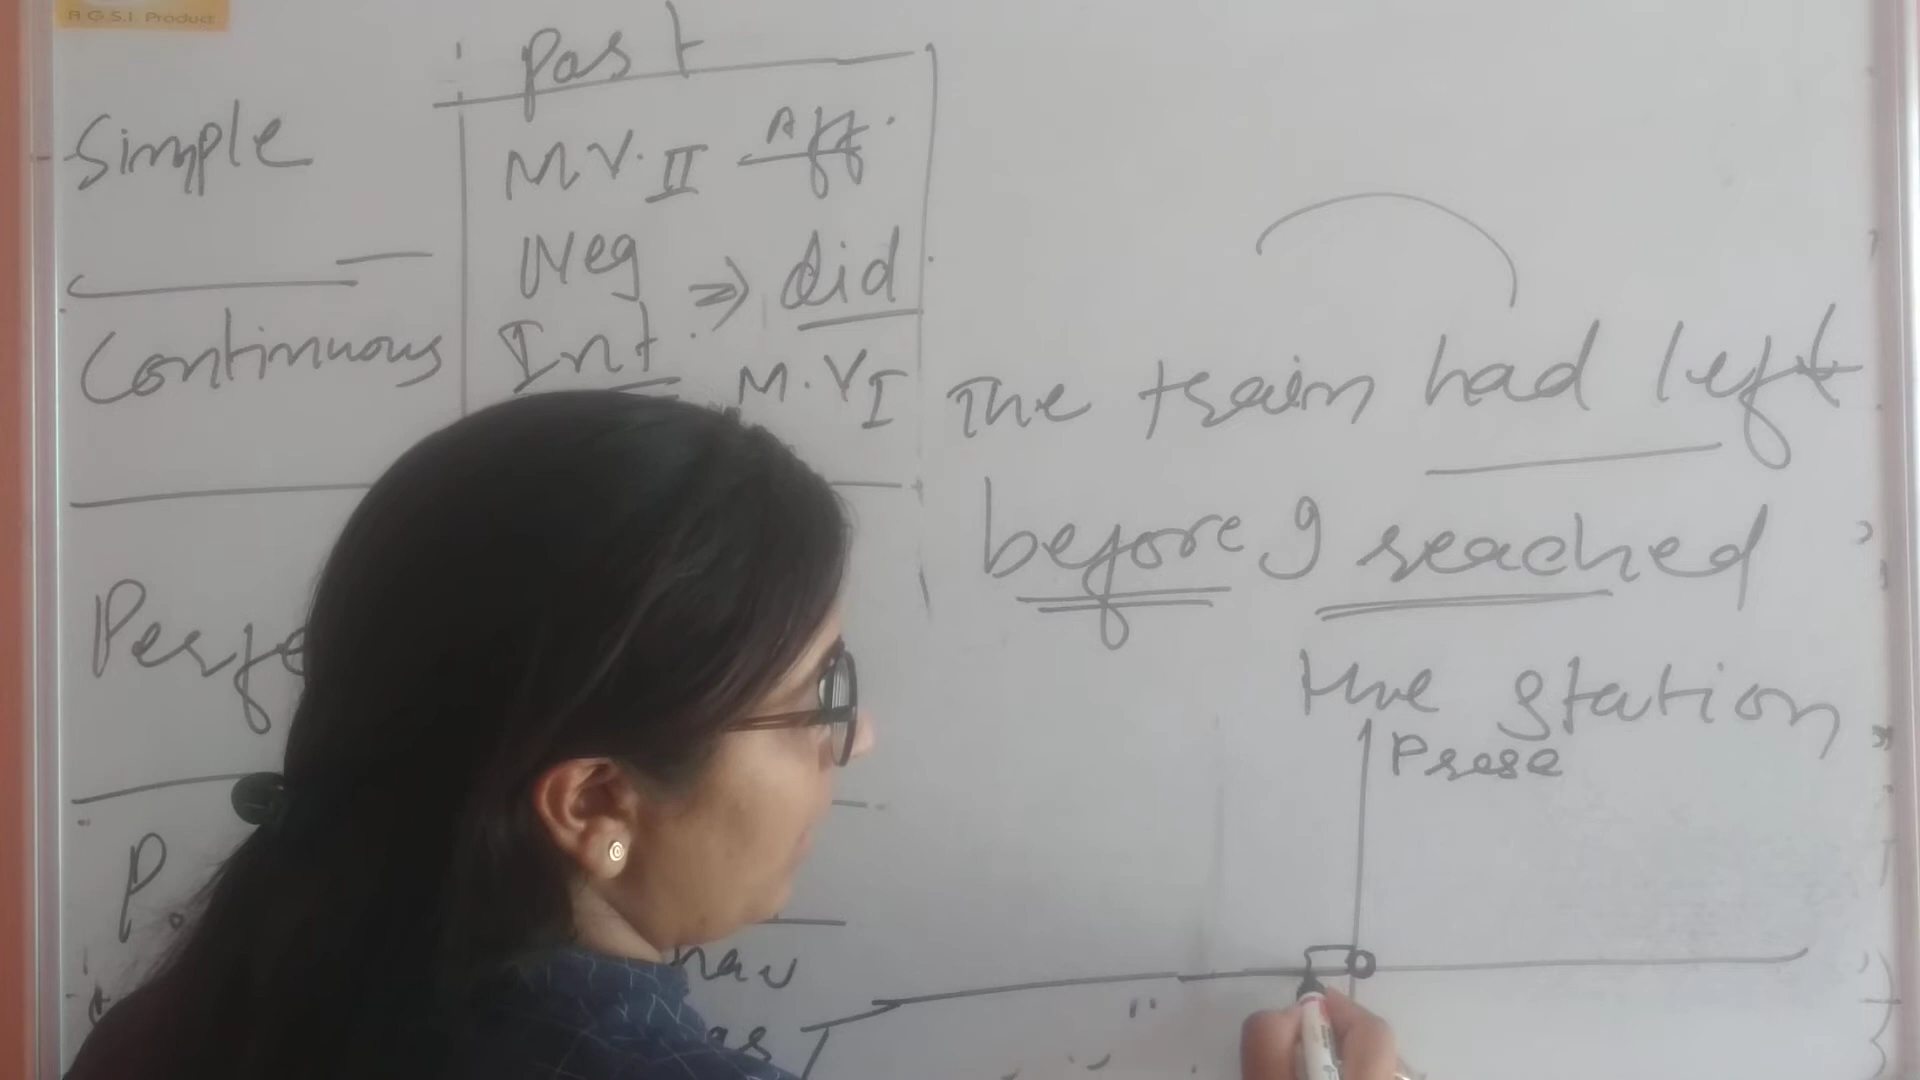 A G.S.I. Product
Past
Simple
M.V. II Aff.
Neg
Int. => did
M.V I
Continuous
The train had left
before I reached
the station
Perfe
Prese
P.